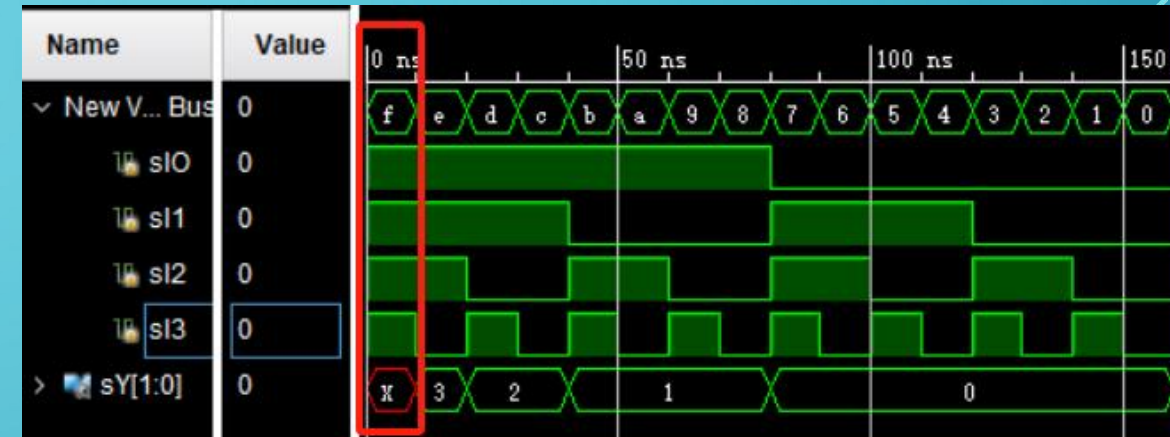 Name Value 0 ns 50 ns 100 ns 150
New V... Bus 0 f e d c b a 9 8 7 6 5 4 3 2 1 0
sI0 0
sI1 0
sI2 0
sI3 0
sY[1:0] 0 X 3 2 1 0